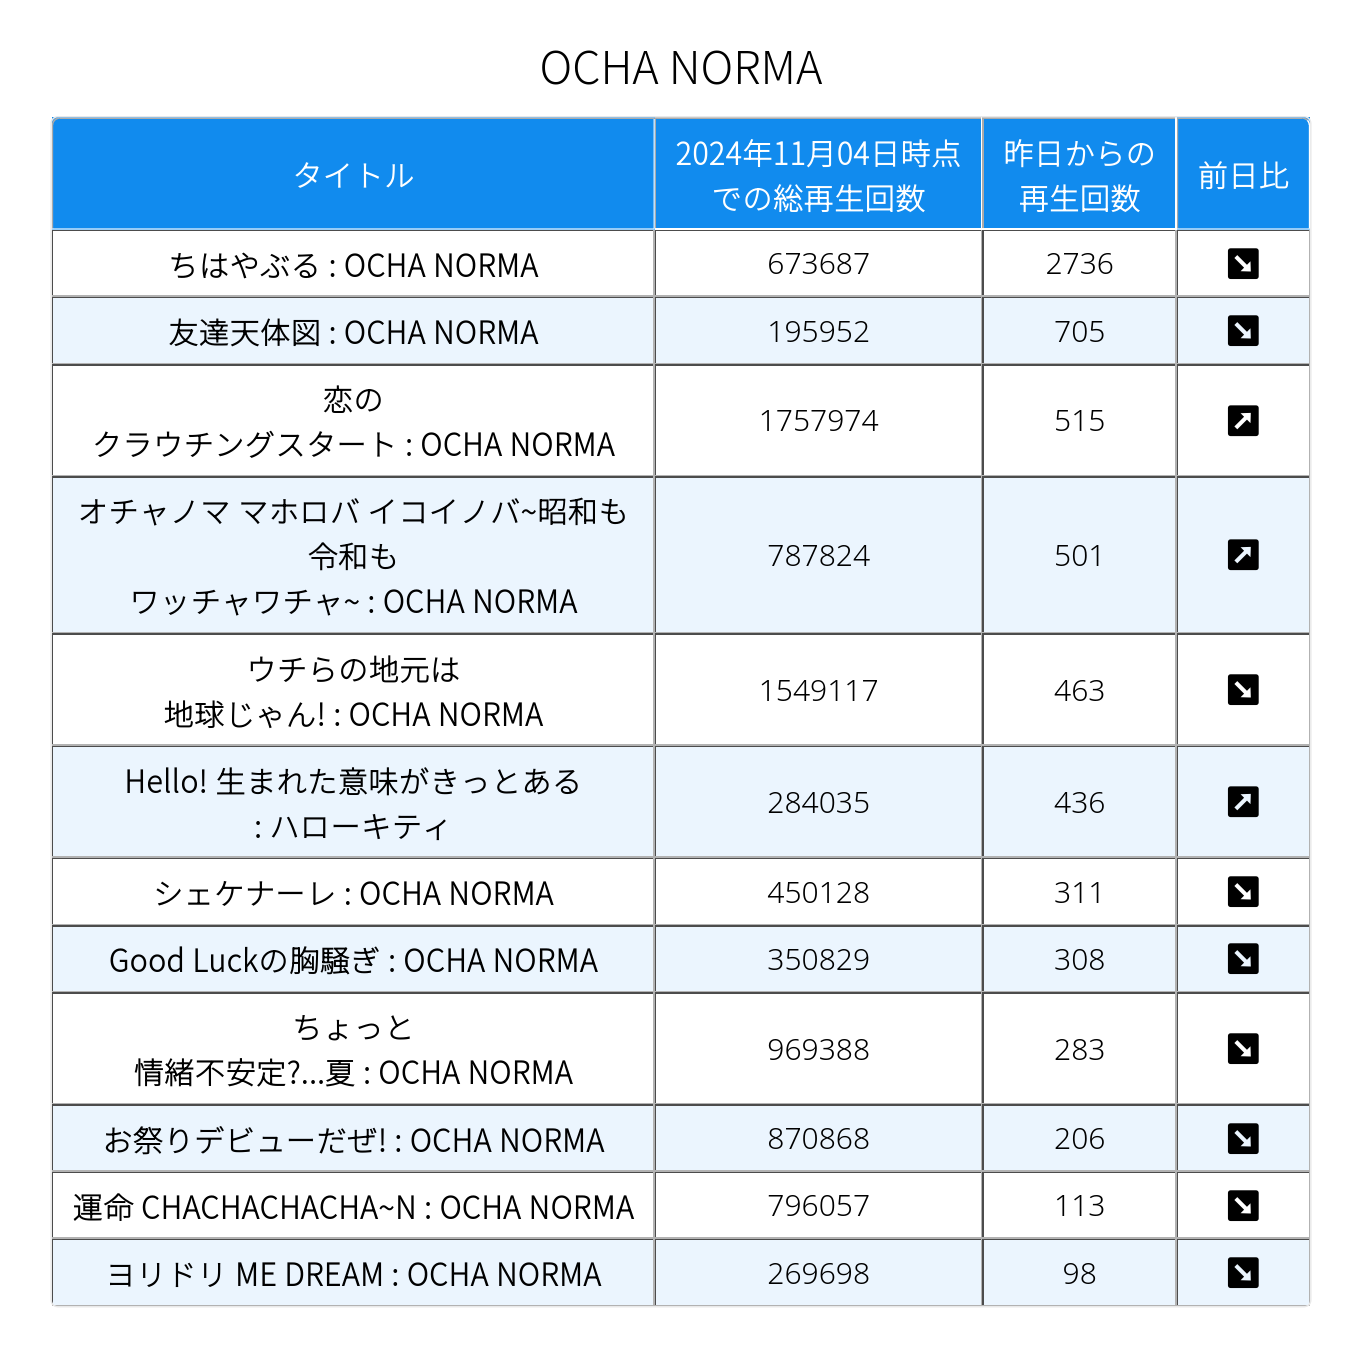 OCHA NORMA
タイトル
2024年11月04日時点
での総再生回数
昨日からの
再生回数
前日比
ちはやぶる : OCHA NORMA
673687
2736
友達天体図 : OCHA NORMA
195952
705
恋の
クラウチングスタート : OCHA NORMA
1757974
515
オチャノマ マホロバ イコイノバ~昭和も
令和も
ワッチャワチャ~ : OCHA NORMA
787824
501
ウチらの地元は
地球じゃん! : OCHA NORMA
1549117
463
Hello! 生まれた意味がきっとある
: ハローキティ
284035
436
シェケナーレ : OCHA NORMA
450128
311
Good Luckの胸騒ぎ : OCHA NORMA
350829
308
ちょっと
情緒不安定?...夏 : OCHA NORMA
969388
283
お祭りデビューだぜ! : OCHA NORMA
870868
206
運命 CHACHACHACHA~N : OCHA NORMA
796057
113
ヨリドリ ME DREAM : OCHA NORMA
269698
98